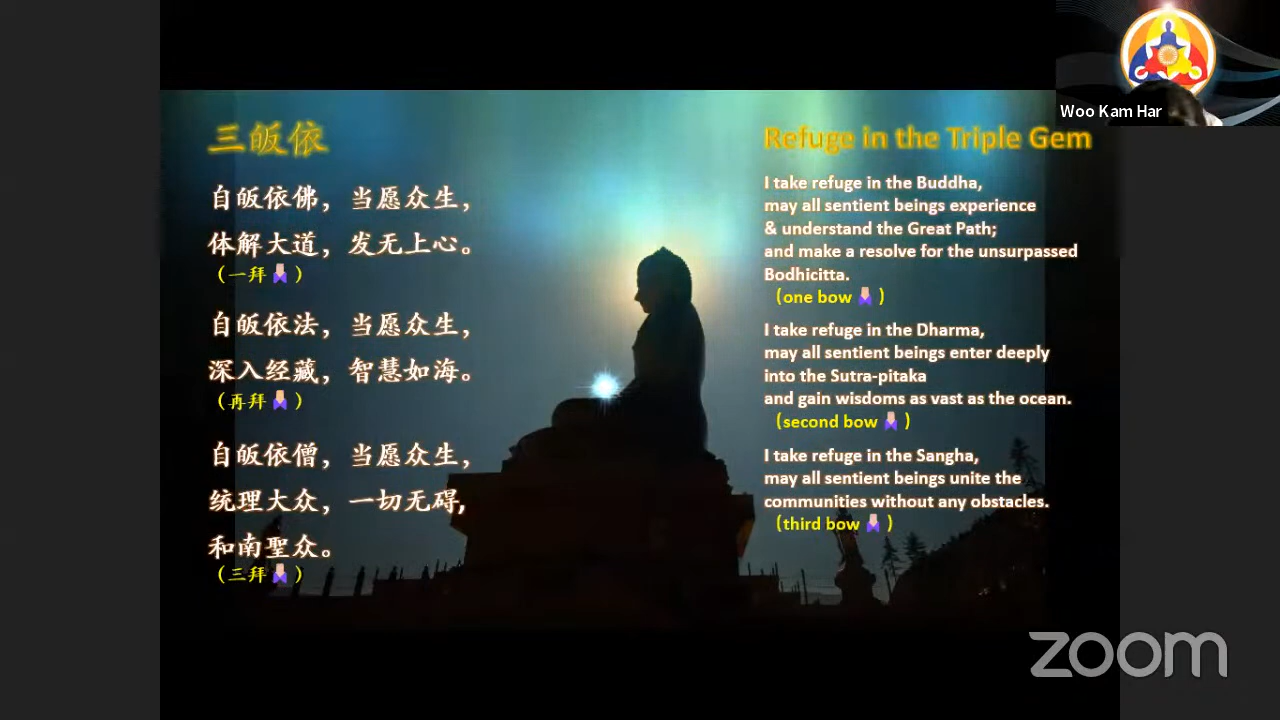 三皈依
自皈依佛，当愿众生，
体解大道，发无上心。
（一拜）
自皈依法，当愿众生，
深入经藏，智慧如海。
（再拜）
自皈依僧，当愿众生，
统理大众，一切无碍,
和南聖众。
（三拜）
Refuge in the Triple Gem
I take refuge in the Buddha,
may all sentient beings experience
& understand the Great Path;
and make a resolve for the unsurpassed
Bodhicitta.
(one bow )
I take refuge in the Dharma,
may all sentient beings enter deeply
into the Sutra-pitaka
and gain wisdoms as vast as the ocean.
(second bow )
I take refuge in the Sangha,
may all sentient beings unite the
communities without any obstacles.
(third bow )
Woo Kam Har
zoom